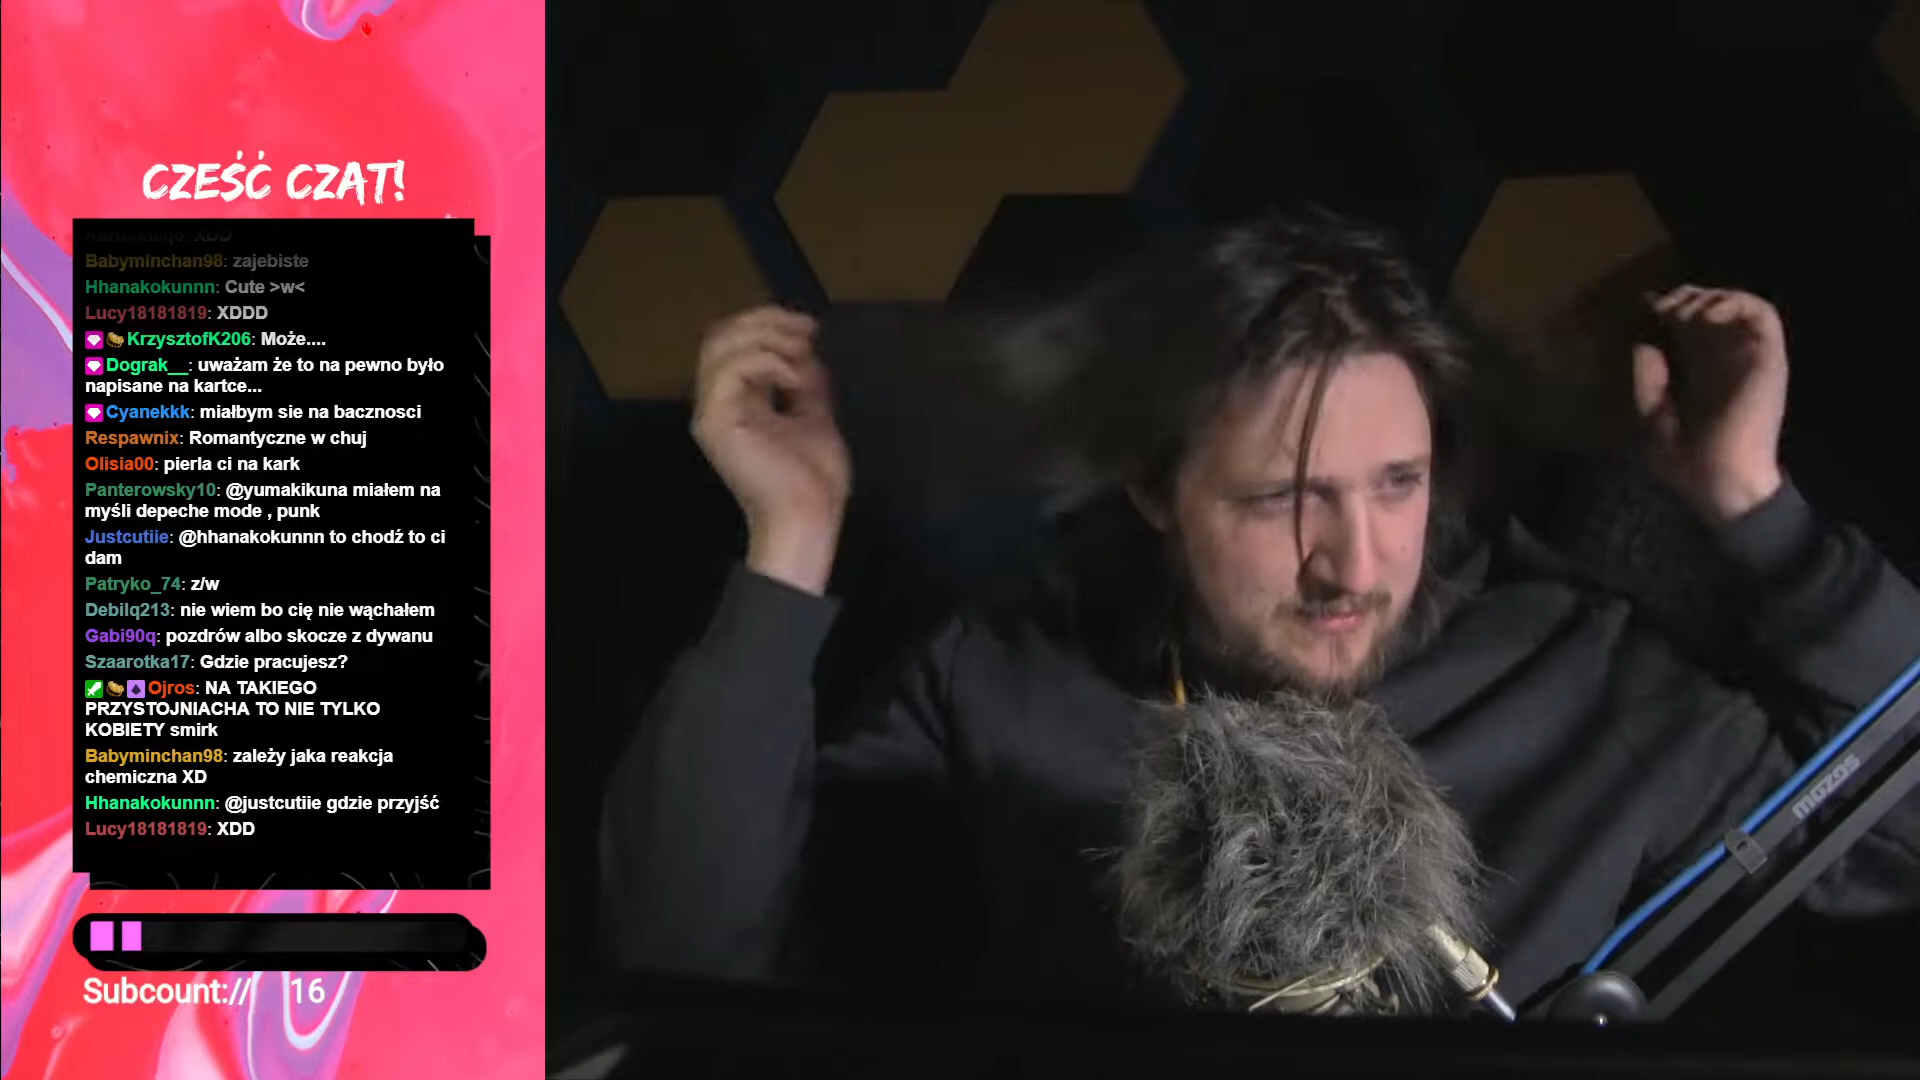 CZEŚĆ CZAT!
XDD
Babyminchan98: zajebiste
Hhanakokunnn: Cute >w<
Lucy18181819: XDDD
KrzysztofK206: Może....
Dograk__: uważam że to na pewno było
napisane na kartce...
Cyanekkk: miałbym sie na bacznosci
Respawnix: Romantyczne w chuj
Olisia00: pierla ci na kark
Panterowsky10: @yumakikuna miałem na
myśli depeche mode , punk
Justcutiie: @hhanakokunnn to chodź to ci
dam
Patryko_74: z/w
Debilq213: nie wiem bo cię nie wąchałem
Gabi90q: pozdrów albo skocze z dywanu
Szaarotka17: Gdzie pracujesz?
Ojros: NA TAKIEGO
PRZYSTOJNIACHA TO NIE TYLKO
KOBIETY smirk
Babyminchan98: zależy jaka reakcja
chemiczna XD
Hhanakokunnn: @justcutiie gdzie przyjść
Lucy18181819: XDD
Subcount:// 16
mozos